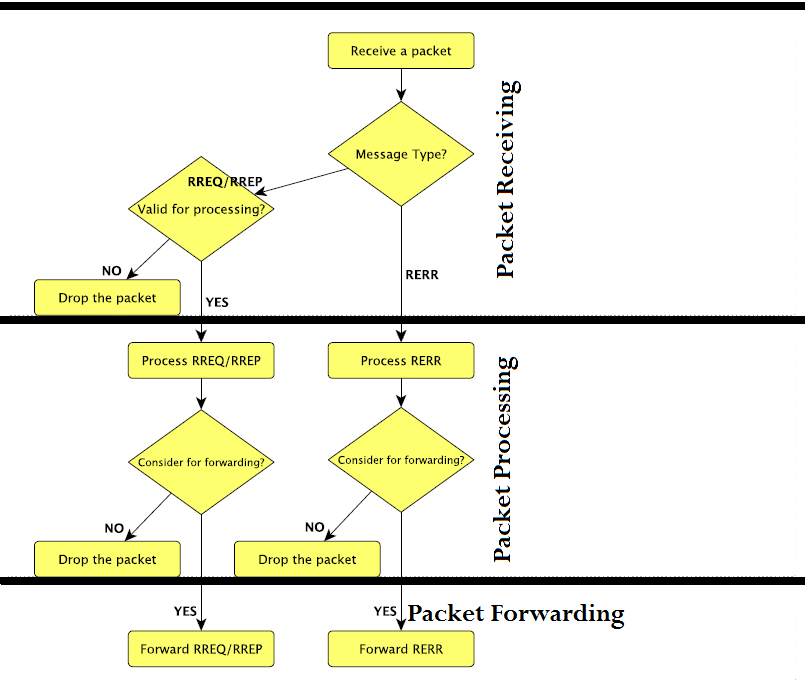 Receive a packet
Packet Receiving
Message Type?
RREQ/RREP
Valid for processing?
NO
RERR
Drop the packet
YES
Process RREQ/RREP
Process RERR
Packet Processing
Consider for forwarding?
Consider for forwarding?
NO
NO
Drop the packet
Drop the packet
YES
YES
Packet Forwarding
Forward RREQ/RREP
Forward RERR